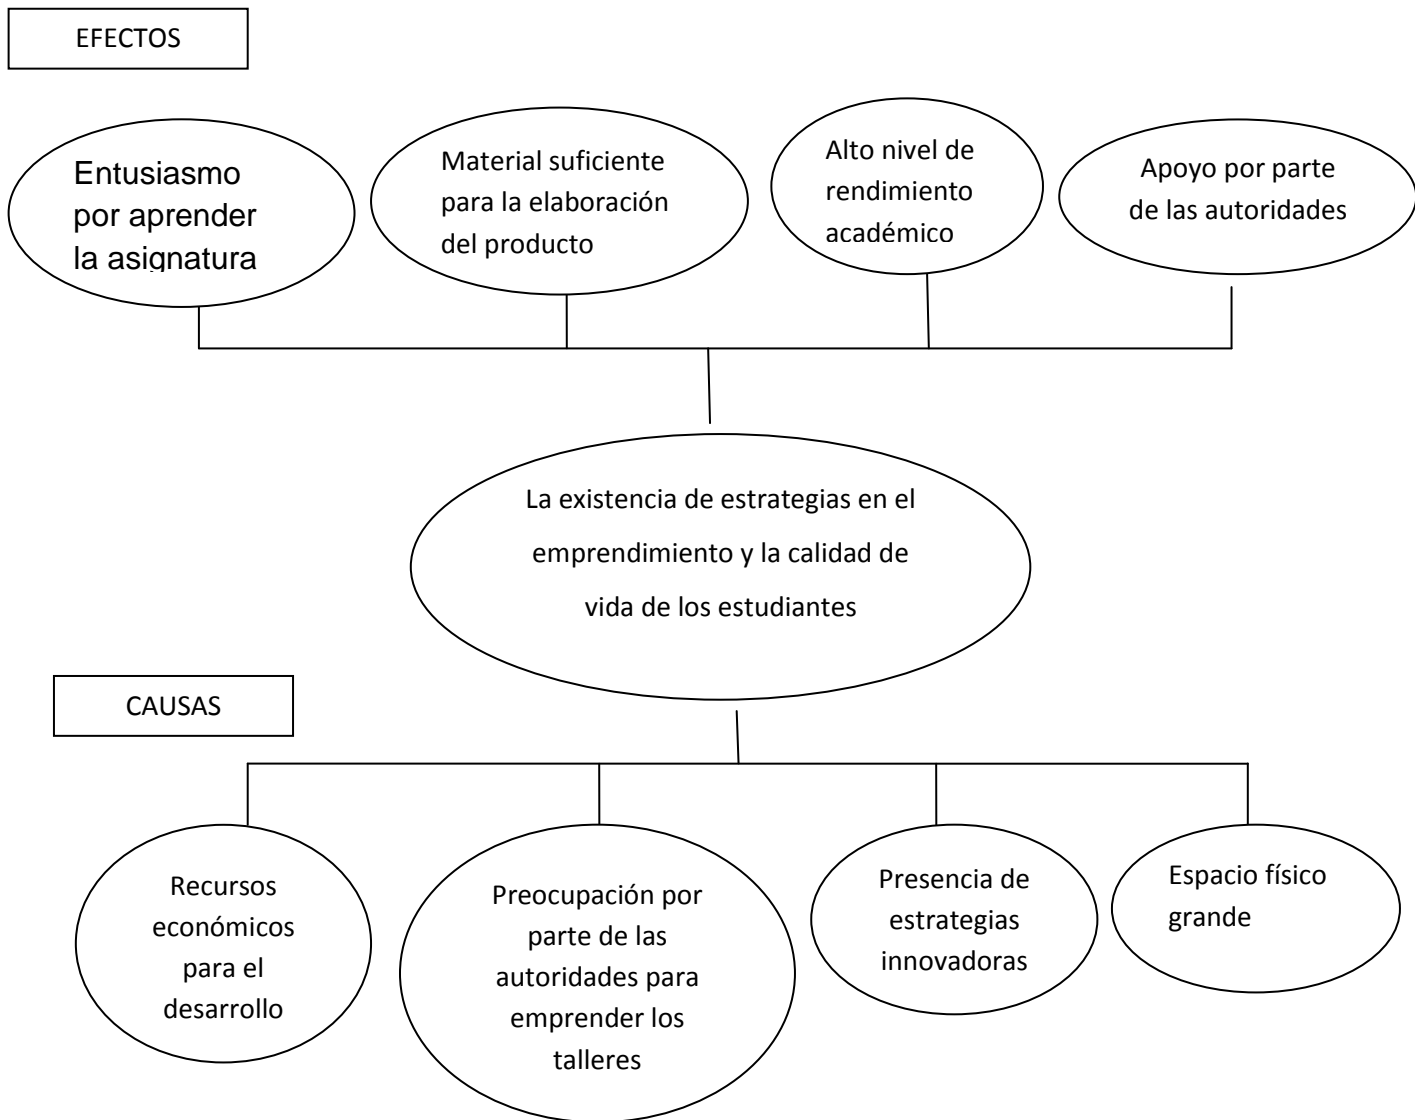 EFECTOS
Entusiasmo
por aprender
la asignatura
Material suficiente
para la elaboración
del producto
Alto nivel de
rendimiento
académico
Apoyo por parte
de las autoridades
La existencia de estrategias en el
emprendimiento y la calidad de
vida de los estudiantes
CAUSAS
Recursos
económicos
para el
desarrollo
Preocupación por
parte de las
autoridades para
emprender los
talleres
Presencia de
estrategias
innovadoras
Espacio físico
grande